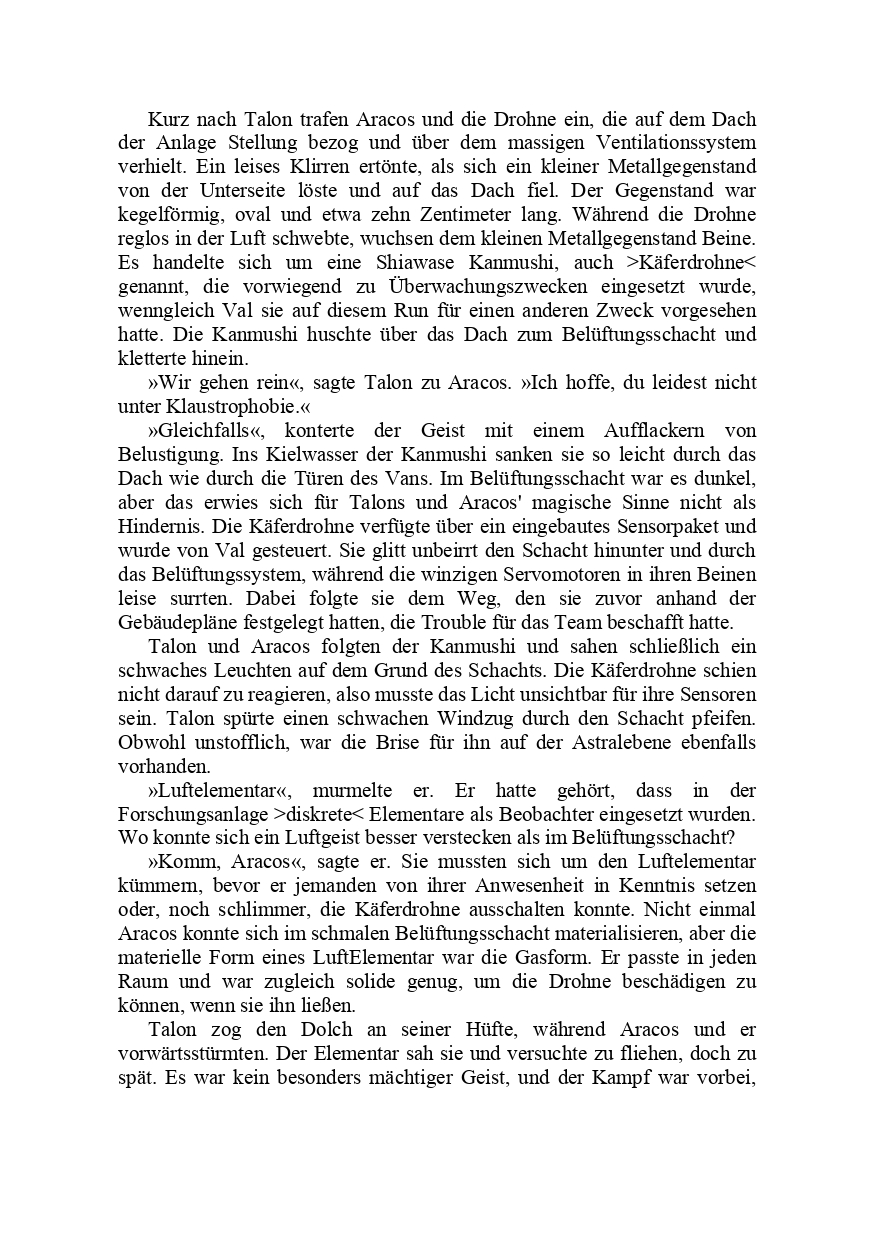 Kurz nach Talon trafen Aracos und die Drohne ein, die auf dem Dach
der Anlage Stellung bezog und über dem massigen Ventilationssystem
verhielt. Ein leises Klirren ertönte, als sich ein kleiner Metallgegenstand
von der Unterseite löste und auf das Dach fiel. Der Gegenstand war
kegelförmig, oval und etwa zehn Zentimeter lang. Während die Drohne
reglos in der Luft schwebte, wuchsen dem kleinen Metallgegenstand Beine.
Es handelte sich um eine Shiawase Kanmushi, auch >Käferdrohne<
genannt, die vorwiegend zu Überwachungszwecken eingesetzt wurde,
wenngleich Val sie auf diesem Run für einen anderen Zweck vorgesehen
hatte. Die Kanmushi huschte über das Dach zum Belüftungsschacht und
kletterte hinein.
»Wir gehen rein«, sagte Talon zu Aracos. »Ich hoffe, du leidest nicht
unter Klaustrophobie.«
»Gleichfalls«, konterte der Geist mit einem Aufflackern von
Belustigung. Ins Kielwasser der Kanmushi sanken sie so leicht durch das
Dach wie durch die Türen des Vans. Im Belüftungsschacht war es dunkel,
aber das erwies sich für Talons und Aracos' magische Sinne nicht als
Hindernis. Die Käferdrohne verfügte über ein eingebautes Sensorpaket und
wurde von Val gesteuert. Sie glitt unbeirrt den Schacht hinunter und durch
das Belüftungssystem, während die winzigen Servomotoren in ihren Beinen
leise surrten. Dabei folgte sie dem Weg, den sie zuvor anhand der
Gebäudepläne festgelegt hatten, die Trouble für das Team beschafft hatte.
Talon und Aracos folgten der Kanmushi und sahen schließlich ein
schwaches Leuchten auf dem Grund des Schachts. Die Käferdrohne schien
nicht darauf zu reagieren, also musste das Licht unsichtbar für ihre Sensoren
sein. Talon spürte einen schwachen Windzug durch den Schacht pfeifen.
Obwohl unstofflich, war die Brise für ihn auf der Astralebene ebenfalls
vorhanden.
»Luftelementar«, murmelte er. Er hatte gehört, dass in der
Forschungsanlage >diskrete< Elementare als Beobachter eingesetzt wurden.
Wo konnte sich ein Luftgeist besser verstecken als im Belüftungsschacht?
»Komm, Aracos«, sagte er. Sie mussten sich um den Luftelementar
kümmern, bevor er jemanden von ihrer Anwesenheit in Kenntnis setzen
oder, noch schlimmer, die Käferdrohne ausschalten konnte. Nicht einmal
Aracos konnte sich im schmalen Belüftungsschacht materialisieren, aber die
materielle Form eines LuftElementar war die Gasform. Er passte in jeden
Raum und war zugleich solide genug, um die Drohne beschädigen zu
können, wenn sie ihn ließen.
Talon zog den Dolch an seiner Hüfte, während Aracos und er
vorwärtsstürmten. Der Elementar sah sie und versuchte zu fliehen, doch zu
spät. Es war kein besonders mächtiger Geist, und der Kampf war vorbei,